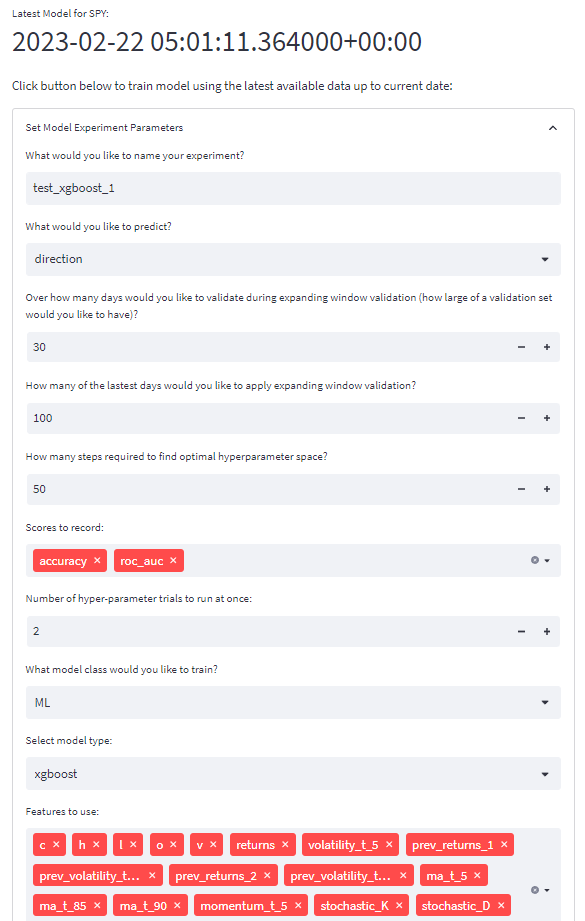 Latest Model for SPY:
2023-02-22 05:01:11.364000+00:00
Click button below to train model using the latest available data up to current date:
Set Model Experiment Parameters
What would you like to name your experiment?
test_xgboost_1
What would you like to predict?
direction
Over how many days would you like to validate during expanding window validation (how large of a validation set
would you like to have)?
30
How many of the lastest days would you like to apply expanding window validation?
100
How many steps required to find optimal hyperparameter space?
50
Scores to record:
accuracy × roc_auc ×
Number of hyper-parameter trials to run at once:
2
What model class would you like to train?
ML
Select model type:
xgboost
Features to use:
c × h × l × o × v × returns × volatility_t_5 × prev_returns_1 ×
prev_volatility_t... × prev_returns_2 × prev_volatility_t... × ma_t_5 ×
ma_t_85 × ma_t_90 × momentum_t_5 × stochastic_K × stochastic_D ×